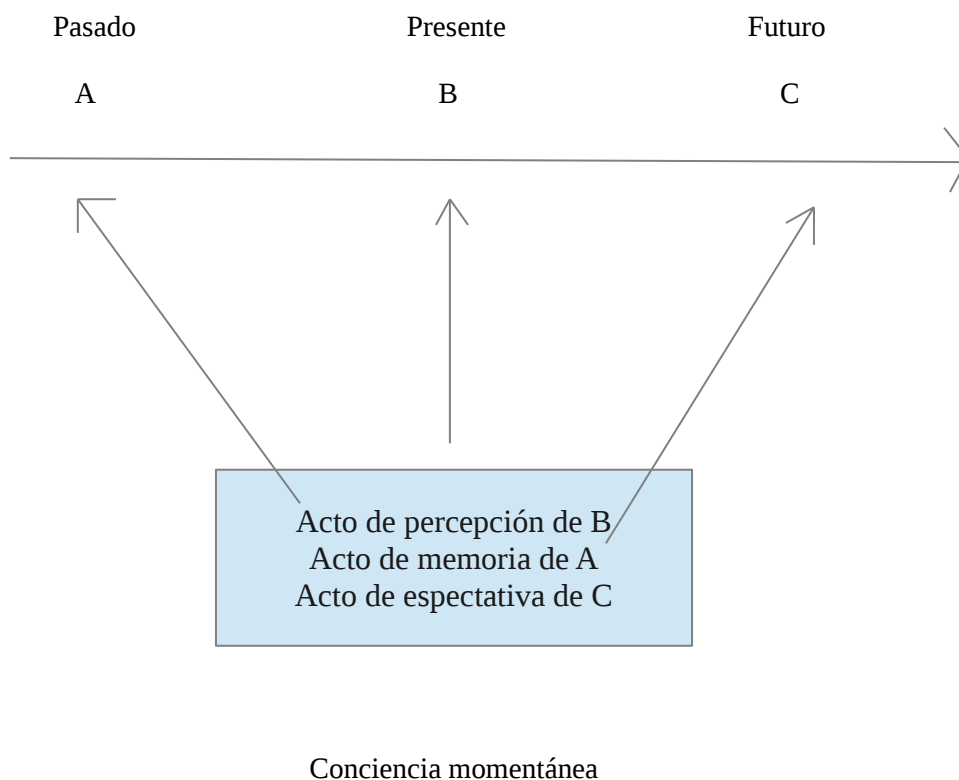 Pasado Presente Futuro
A B C
Acto de percepción de B
Acto de memoria de A
Acto de espectativa de C
Conciencia momentánea